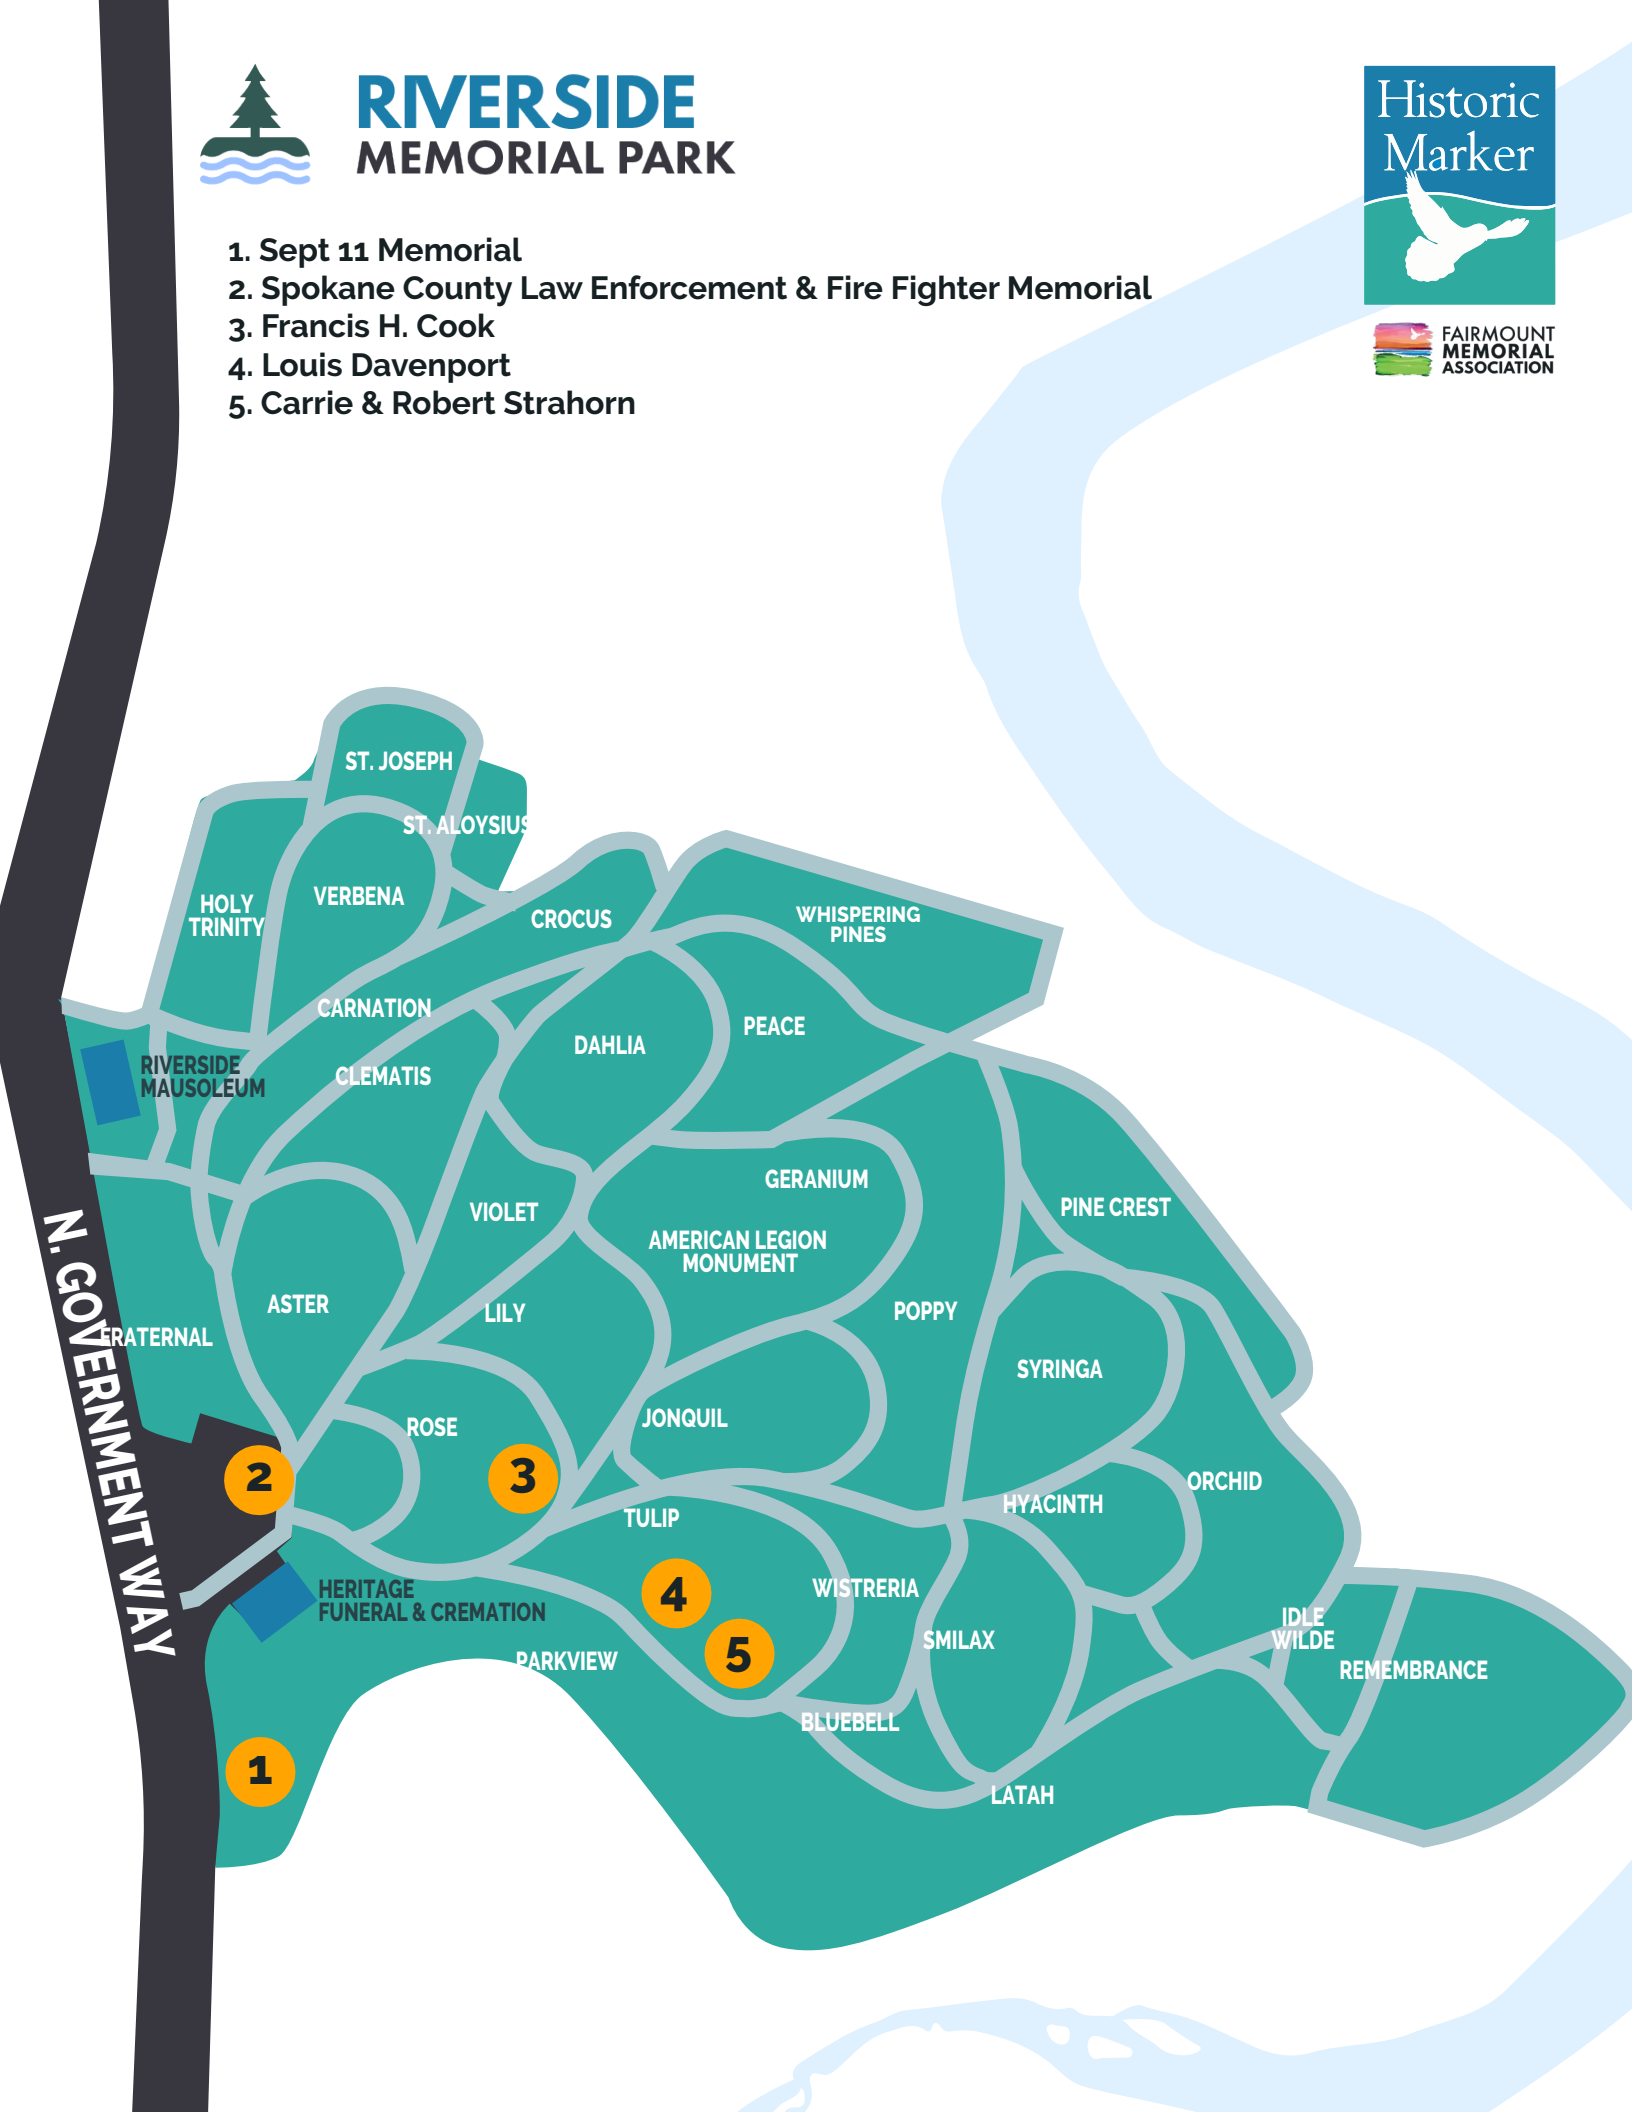 RIVERSIDE
MEMORIAL PARK
Historic
Marker
FAIRMOUNT
MEMORIAL
ASSOCIATION
1. Sept 11 Memorial
2. Spokane County Law Enforcement & Fire Fighter Memorial
3. Francis H. Cook
4. Louis Davenport
5. Carrie & Robert Strahorn
ST. JOSEPH
ST. ALOYSIUS
VERBENA
HOLY
TRINITY
CROCUS
WHISPERING
PINES
CARNATION
PEACE
DAHLIA
RIVERSIDE
MAUSOLEUM
CLEMATIS
GERANIUM
PINE CREST
VIOLET
AMERICAN LEGION
MONUMENT
ASTER
LILY
POPPY
FRATERNAL
N. GOVERNMENT WAY
SYRINGA
JONQUIL
ROSE
2
3
ORCHID
HYACINTH
TULIP
HERITAGE
FUNERAL & CREMATION
4
WISTRERIA
IDLE
WILDE
SMILAX
5
PARKVIEW
REMEMBRANCE
BLUEBELL
1
LATAH